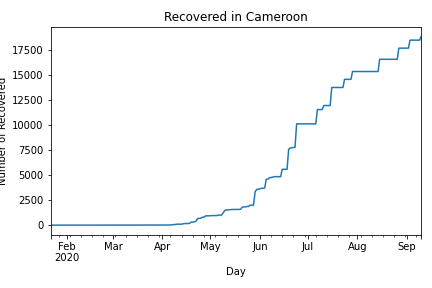 Recovered in Cameroon
17500
15000
12500
10000
7500
5000
2500
0
Number of Recovered
Feb
2020
Mar
Apr
May
Jun
Jul
Aug
Sep
Day